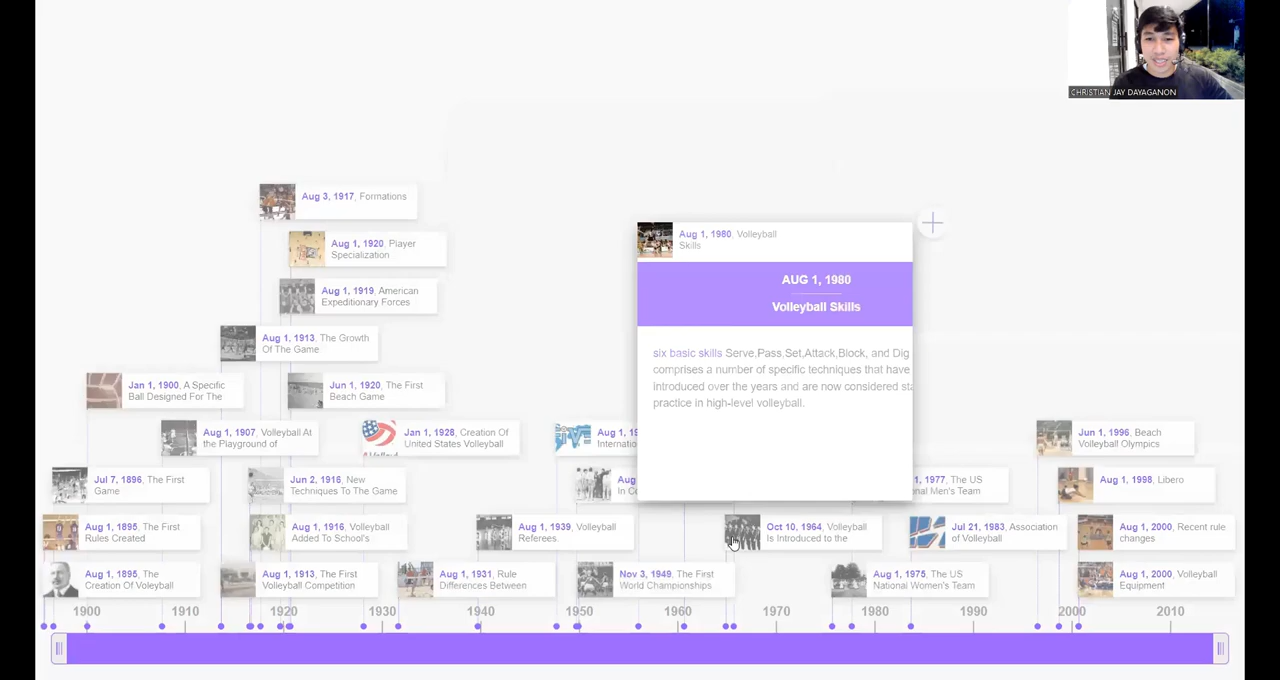 CHRISTIAN JAY DAYAGANON
Aug 3, 1917, Formations
Aug 1, 1920, Player
Specialization
Aug 1, 1919, American
Expeditionary Forces
Aug 1, 1913, The Growth
Of The Game
Jan 1, 1900, A Specific
Ball Designed For The
Jun 1, 1920, The First
Beach Game
Aug 1, 1907, Volleyball At
the Playground of
Jan 1, 1928, Creation Of
United States Volleyball
Jul 7, 1896, The First
Game
Jun 2, 1916, New
Techniques To The Game
Aug 1, 1895, The First
Rules Created
Aug 1, 1916, Volleyball
Added To School's
Aug 1, 1939, Volleyball
Referees
Aug 1, 1895, The
Creation Of Voleyball
Aug 1, 1913, The First
Volleyball Competition
Aug 1, 1931, Rule
Differences Between
Nov 3, 1949, The First
World Championships
Aug 1, 1980, Volleyball
Skills
AUG 1, 1980
Volleyball Skills
six basic skills Serve,Pass,Set,Attack,Block, and Dig
comprises a number of specific techniques that have
introduced over the years and are now considered sta
practice in high-level volleyball.
Aug 1
Internatio
Aug
In Co
1, 1977, The US
nal Men's Team
Oct 10, 1964, Volleyball
Is Introduced to the
Jul 21, 1983, Association
of Volleyball
Aug 1, 1975, The US
National Women's Team
Jun 1, 1996, Beach
Volleyball Olympics
Aug 1, 1998, Libero
Aug 1, 2000, Recent rule
changes
Aug 1, 2000, Volleyball
Equipment
1900 1910 1920 1930 1940 1950 1960 1970 1980 1990 2000 2010